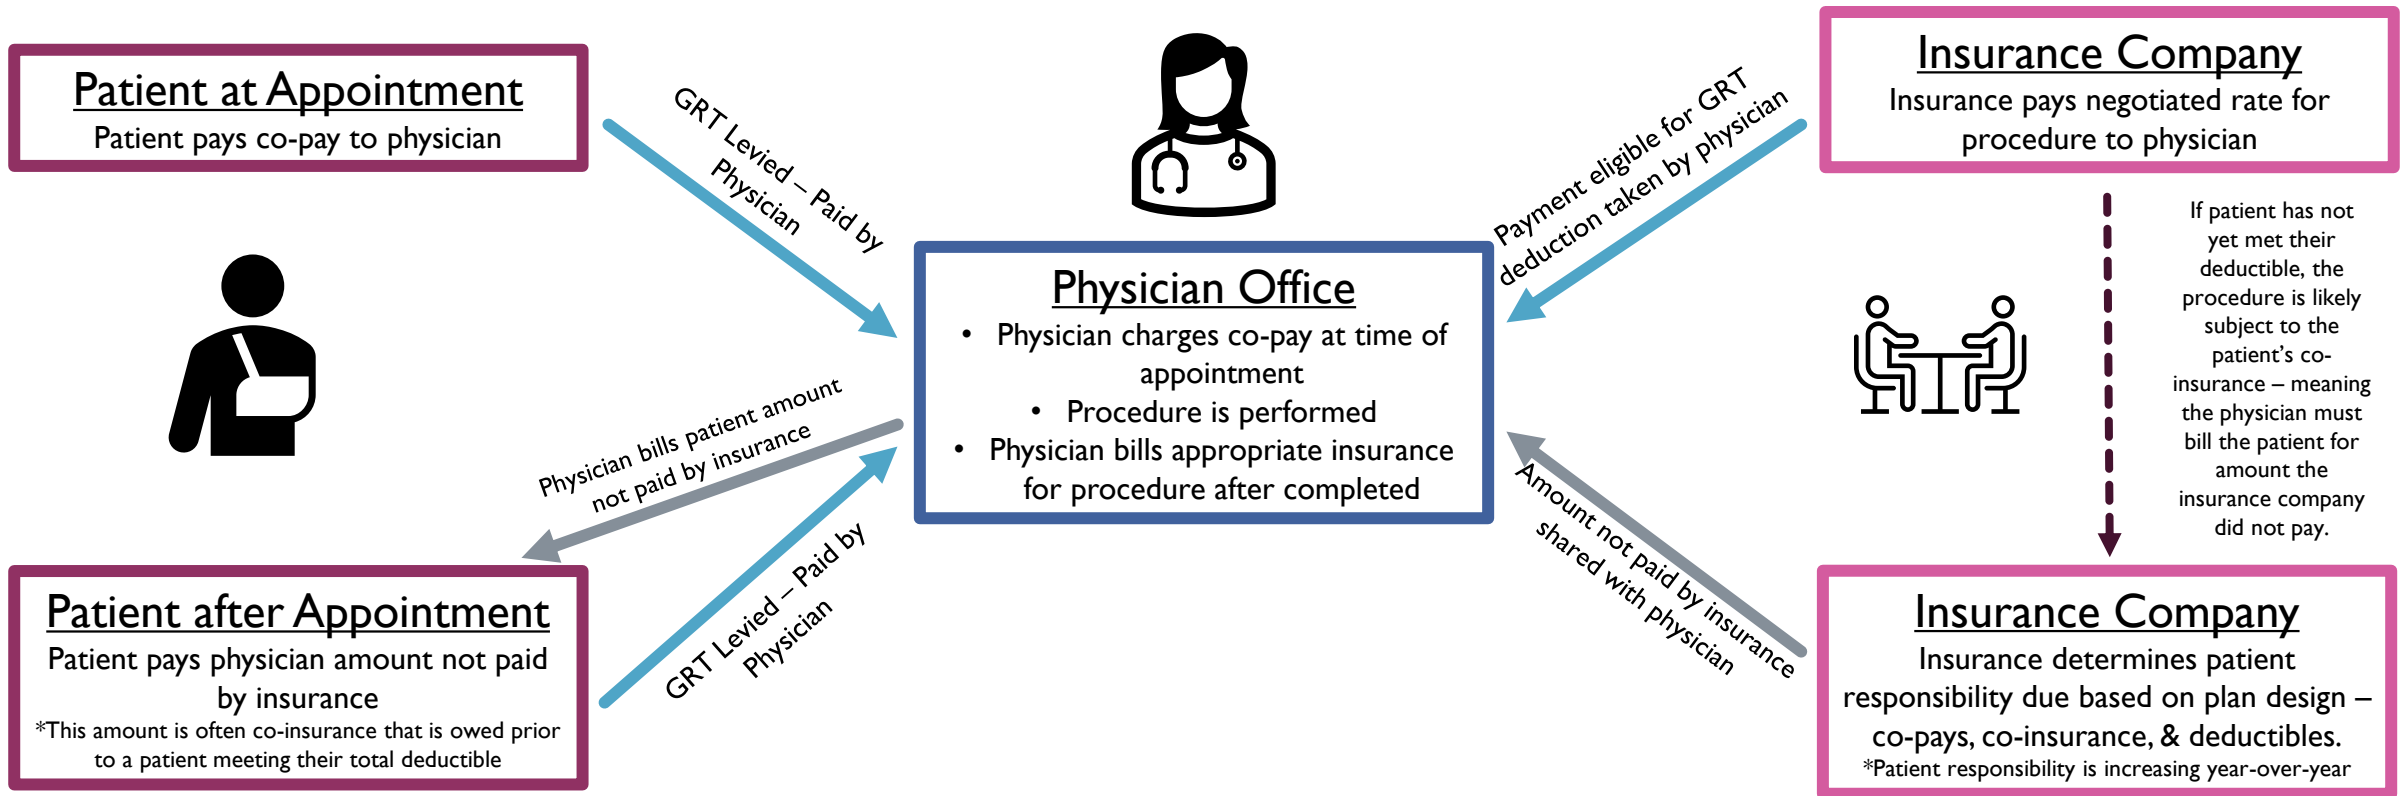 Patient at Appointment
Patient pays co-pay to physician
GRT Levied – Paid by
Physician
Payment eligible for GRT
deduction taken by physician
Insurance Company
Insurance pays negotiated rate for
procedure to physician
If patient has not
yet met their
deductible, the
procedure is likely
subject to the
patient's co-
insurance – meaning
the physician must
bill the patient for
amount the
insurance company
did not pay.
Physician Office
• Physician charges co-pay at time of
appointment
• Procedure is performed
• Physician bills appropriate insurance
for procedure after completed
Physician bills patient amount
not paid by insurance
GRT Levied – Paid by
Physician
Amount not paid by insurance
shared with physician
Patient after Appointment
Patient pays physician amount not paid
by insurance
*This amount is often co-insurance that is owed prior
to a patient meeting their total deductible
Insurance Company
Insurance determines patient
responsibility due based on plan design –
co-pays, co-insurance, & deductibles.
*Patient responsibility is increasing year-over-year